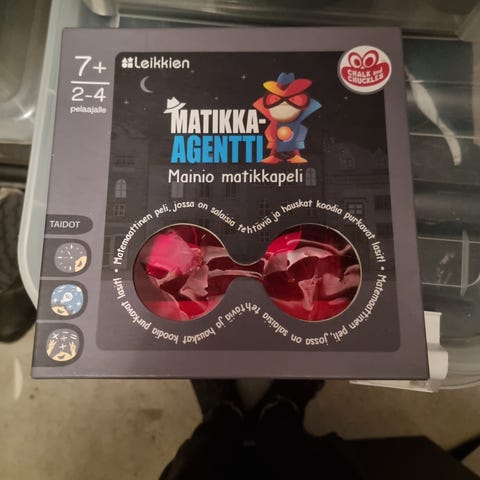 7+
2-4
pelaajalle
Leikkien
CHALK and
CHUCKLES
MATIKKA-
AGENTTI
Mainio matikkapeli
TAIDOT
• Matemaattinen peli, jossa on salaisia tehtäviä ja hauskat koodia purkavat lasit!
• Matemaattinen peli, jossa on salaisia tehtäviä ja hauskat koodia purkavat lasit!